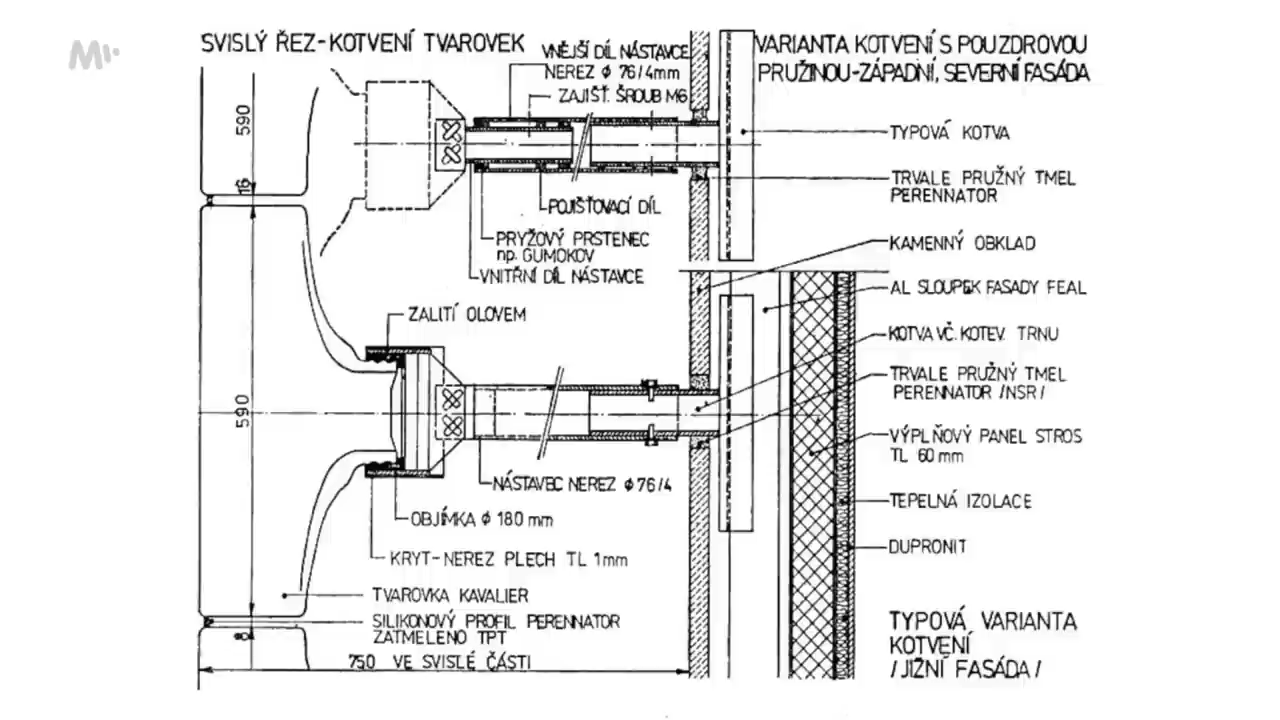 SVISLÝ ŘEZ-KOTVENÍ TVAROVEK
VNĚJŠÍ DÍL NÁSTAVCE
NEREZ φ 76/4mm
ZAJIŠŤ. ŠROUB M6
VARIANTA KOTVENÍ S POUZDROVOU
PRUŽINOU-ZÁPADNÍ, SEVERNÍ FASÁDA
590
16
TYPOVÁ KOTVA
TRVALE PRUŽNÝ TMEL
PERENNATOR
POJIŠŤOVACÍ DÍL
PRYŽOVÝ PRSTENEC
np. GUMOKOV
VNITŘNÍ DÍL NÁSTAVCE
KAMENNÝ OBKLAD
AL SLOUPEK FASADY FEAL
ZALITÍ OLOVEM
KOTVA VČ. KOTEV. TRNU
TRVALE PRUŽNÝ TMEL
PERENNATOR /NSR/
590
VÝPLŇOVÝ PANEL STROS
TL 60 mm
NÁSTAVEC NEREZ φ 76/4
TEPELNÁ IZOLACE
OBJÍMKA φ 180 mm
DUPRONIT
KRYT-NEREZ PLECH TL 1mm
TVAROVKA KAVALIER
SILIKONOVÝ PROFIL PERENNATOR
ZATMELENO TPT
750 VE SVISLÉ ČÁSTI
TYPOVÁ VARIANTA
KOTVENÍ
/JIŽNÍ FASÁDA/